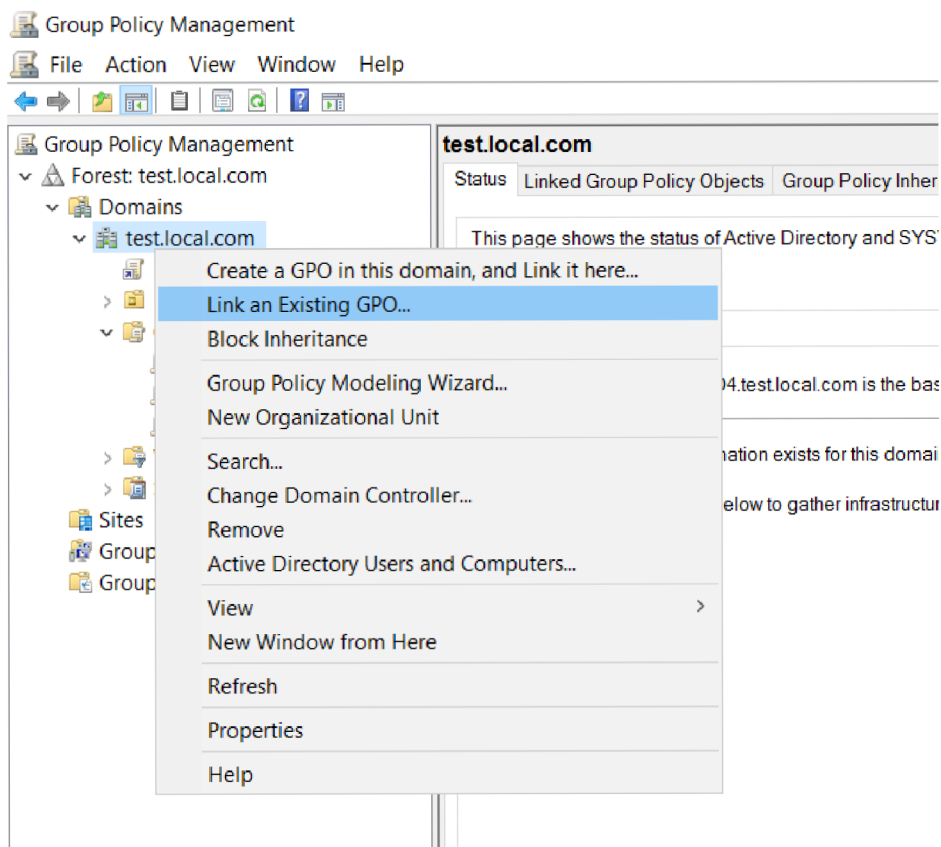 Group Policy Management
File Action View Window Help
Group Policy Management
Forest: test.local.com
Domains
test.local.com
Sites
Group
Group
test.local.com
Status Linked Group Policy Objects Group Policy Inher
This page shows the status of Active Directory and SYS
Create a GPO in this domain, and Link it here...
Link an Existing GPO...
Block Inheritance
Group Policy Modeling Wizard...
New Organizational Unit
Search...
Change Domain Controller...
Remove
Active Directory Users and Computers...
View
New Window from Here
Refresh
Properties
Help
04.test.local.com is the bas
nation exists for this domai
elow to gather infrastructur